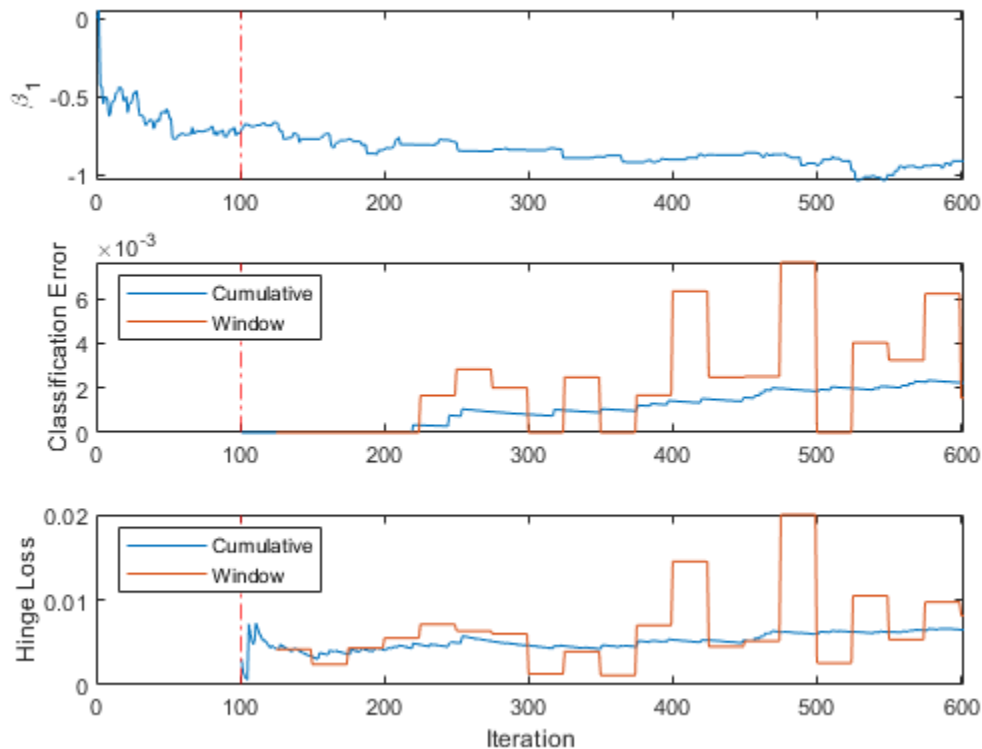 β1
0
-0.5
-1
0 100 200 300 400 500 600
×10-3
Classification Error
6
4
2
0
Cumulative
Window
0 100 200 300 400 500 600
Hinge Loss
0.02
0.01
0
Cumulative
Window
0 100 200 300 400 500 600
Iteration